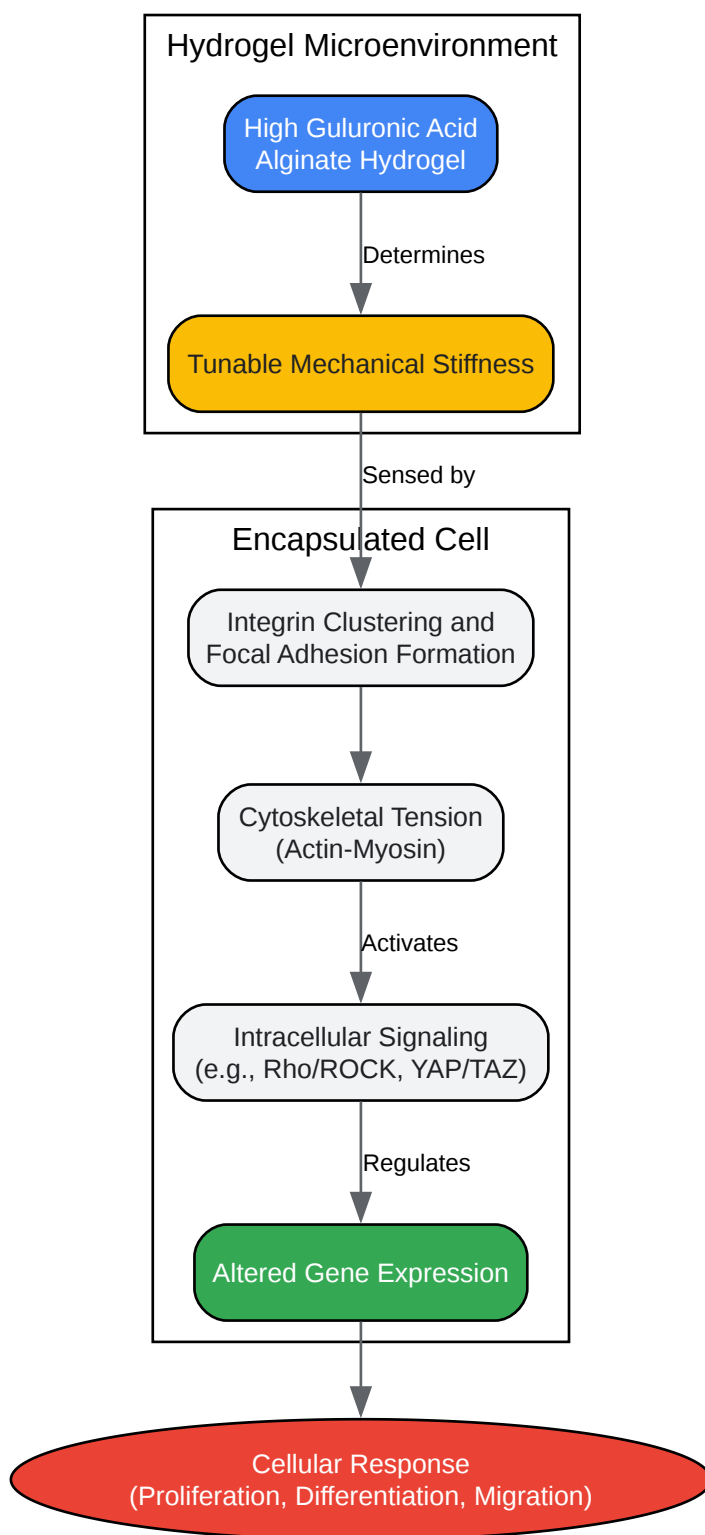 Hydrogel Microenvironment
High Guluronic Acid
Alginate Hydrogel
Determines
Tunable Mechanical Stiffness
Sensed by
Encapsulated Cell
Integrin Clustering and
Focal Adhesion Formation
Cytoskeletal Tension
(Actin-Myosin)
Activates
Intracellular Signaling
(e.g., Rho/ROCK, YAP/TAZ)
Regulates
Altered Gene Expression
Cellular Response
(Proliferation, Differentiation, Migration)